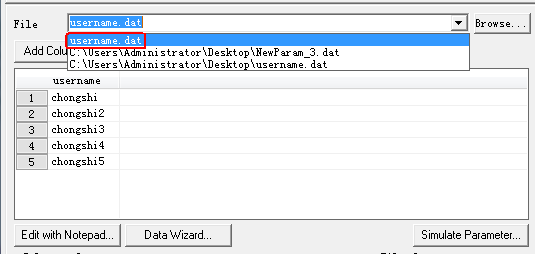 File username.dat Browse...
username.dat
Add Colu
C:\Users\Administrator\Desktop\NewParam_3.dat
C:\Users\Administrator\Desktop\username.dat
username
1 chongshi
2 chongshi2
3 chongshi3
4 chongshi4
5 chongshi5
Edit with Notepad... Data Wizard... Simulate Parameter...